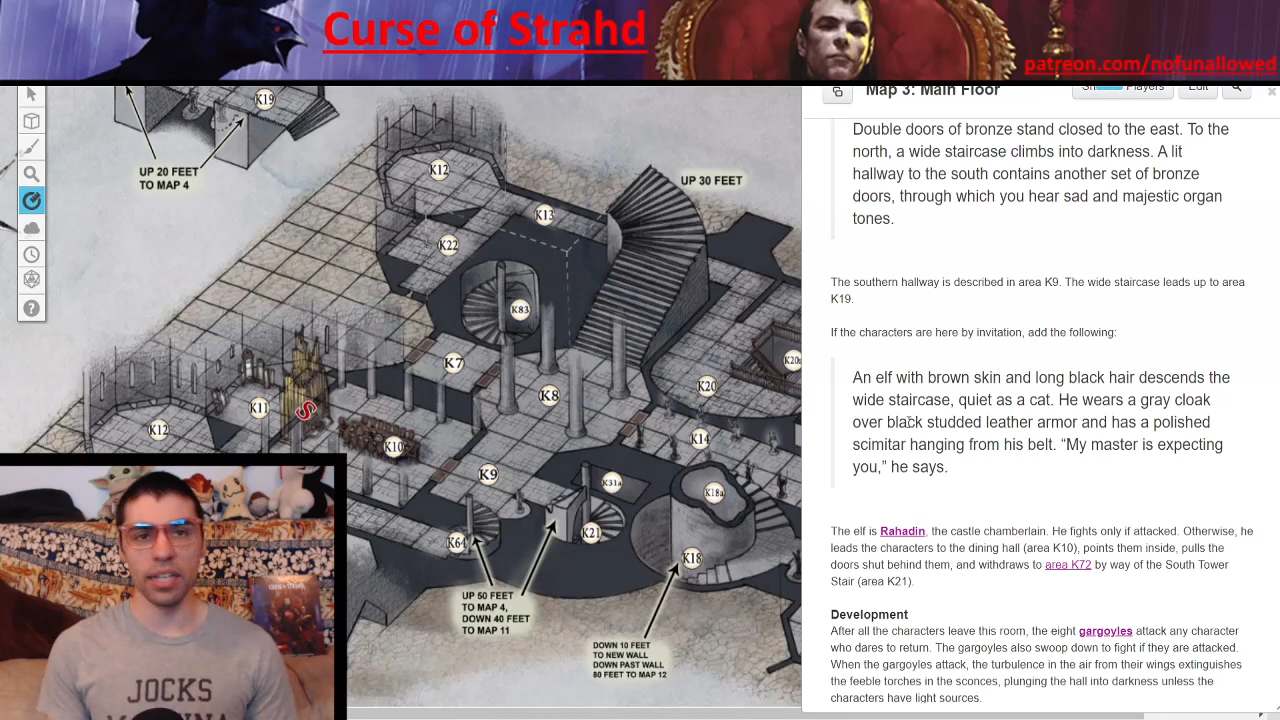 Curse of Strahd
patreon.com/nofunallowed
Map 3: Main Floor
Edit
Double doors of bronze stand closed to the east. To the
north, a wide staircase climbs into darkness. A lit
hallway to the south contains another set of bronze
doors, through which you hear sad and majestic organ
tones.
The southern hallway is described in area K9. The wide staircase leads up to area
K19.
If the characters are here by invitation, add the following:
An elf with brown skin and long black hair descends the
wide staircase, quiet as a cat. He wears a gray cloak
over black studded leather armor and has a polished
scimitar hanging from his belt. “My master is expecting
you,” he says.
The elf is Rahadin, the castle chamberlain. He fights only if attacked. Otherwise, he
leads the characters to the dining hall (area K10), points them inside, pulls the
doors shut behind them, and withdraws to area K72 by way of the South Tower
Stair (area K21).
Development
After all the characters leave this room, the eight gargoyles attack any character
who dares to return. The gargoyles also swoop down to fight if they are attacked.
When the gargoyles attack, the turbulence in the air from their wings extinguishes
the feeble torches in the sconces, plunging the hall into darkness unless the
characters have light sources.
K19
UP 20 FEET
TO MAP 4
K12
UP 30 FEET
K13
K22
K83
K7
K20
K8
K11
S
K12
K10
K14
K9
K31a
K18a
K64
K21
K18
UP 50 FEET
TO MAP 4,
DOWN 40 FEET
TO MAP 11
DOWN 10 FEET
TO NEW WALL
DOWN PAST WALL
80 FEET TO MAP 12
JOCKS